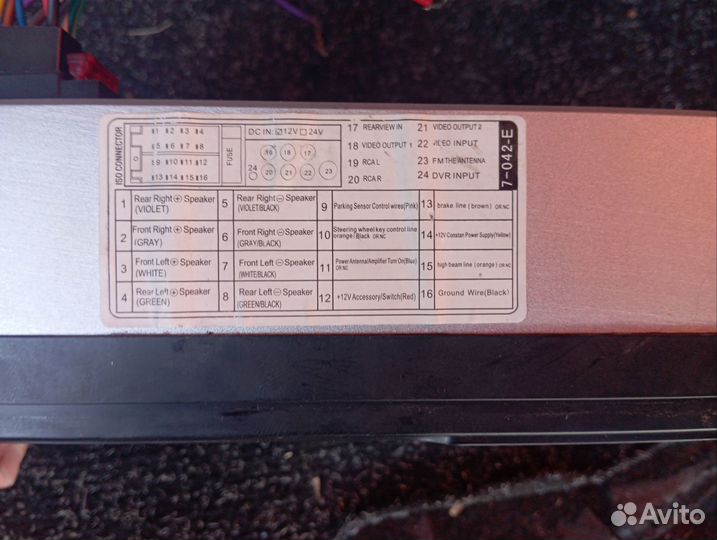 ISO CONNECTOR
1 2 3 4
5 6 7 8
9 10 11 12
13 14 15 16
FUSE
DC IN: ☑12V ☐ 24V
19 18 17
24 20 21 22 23
17 REARVIEW IN 21 VIDEO OUTPUT 2
18 VIDEO OUTPUT 1 22 VIDEO INPUT
19 RCAL 23 FM THE ANTENNA
20 RCAR 24 DVR INPUT
7-042-E
1 Rear Right⊕Speaker (VIOLET)
5 Rear Right⊖Speaker (VIOLET/BLACK)
9 Parking Sensor Control wires(Pink)
13 brake line (brown) OR NC
2 Front Right⊕Speaker (GRAY)
6 Front Right⊖Speaker (GRAY/BLACK)
10 Steering wheel key control line orange/Black OR NC
14 +12V Constan Power Supply(Yellow)
3 Front Left⊕Speaker (WHITE)
7 Front Left⊖Speaker (WHITE/BLACK)
11 Power Antenna/Amplifier Turn On(Blue) OR NC
15 high beam line (orange) OR NC
4 Rear Left⊕Speaker (GREEN)
8 Rear Left⊖Speaker (GREEN/BLACK)
12 +12V Accessory/Switch(Red)
16 Ground Wire(Black)
Avito